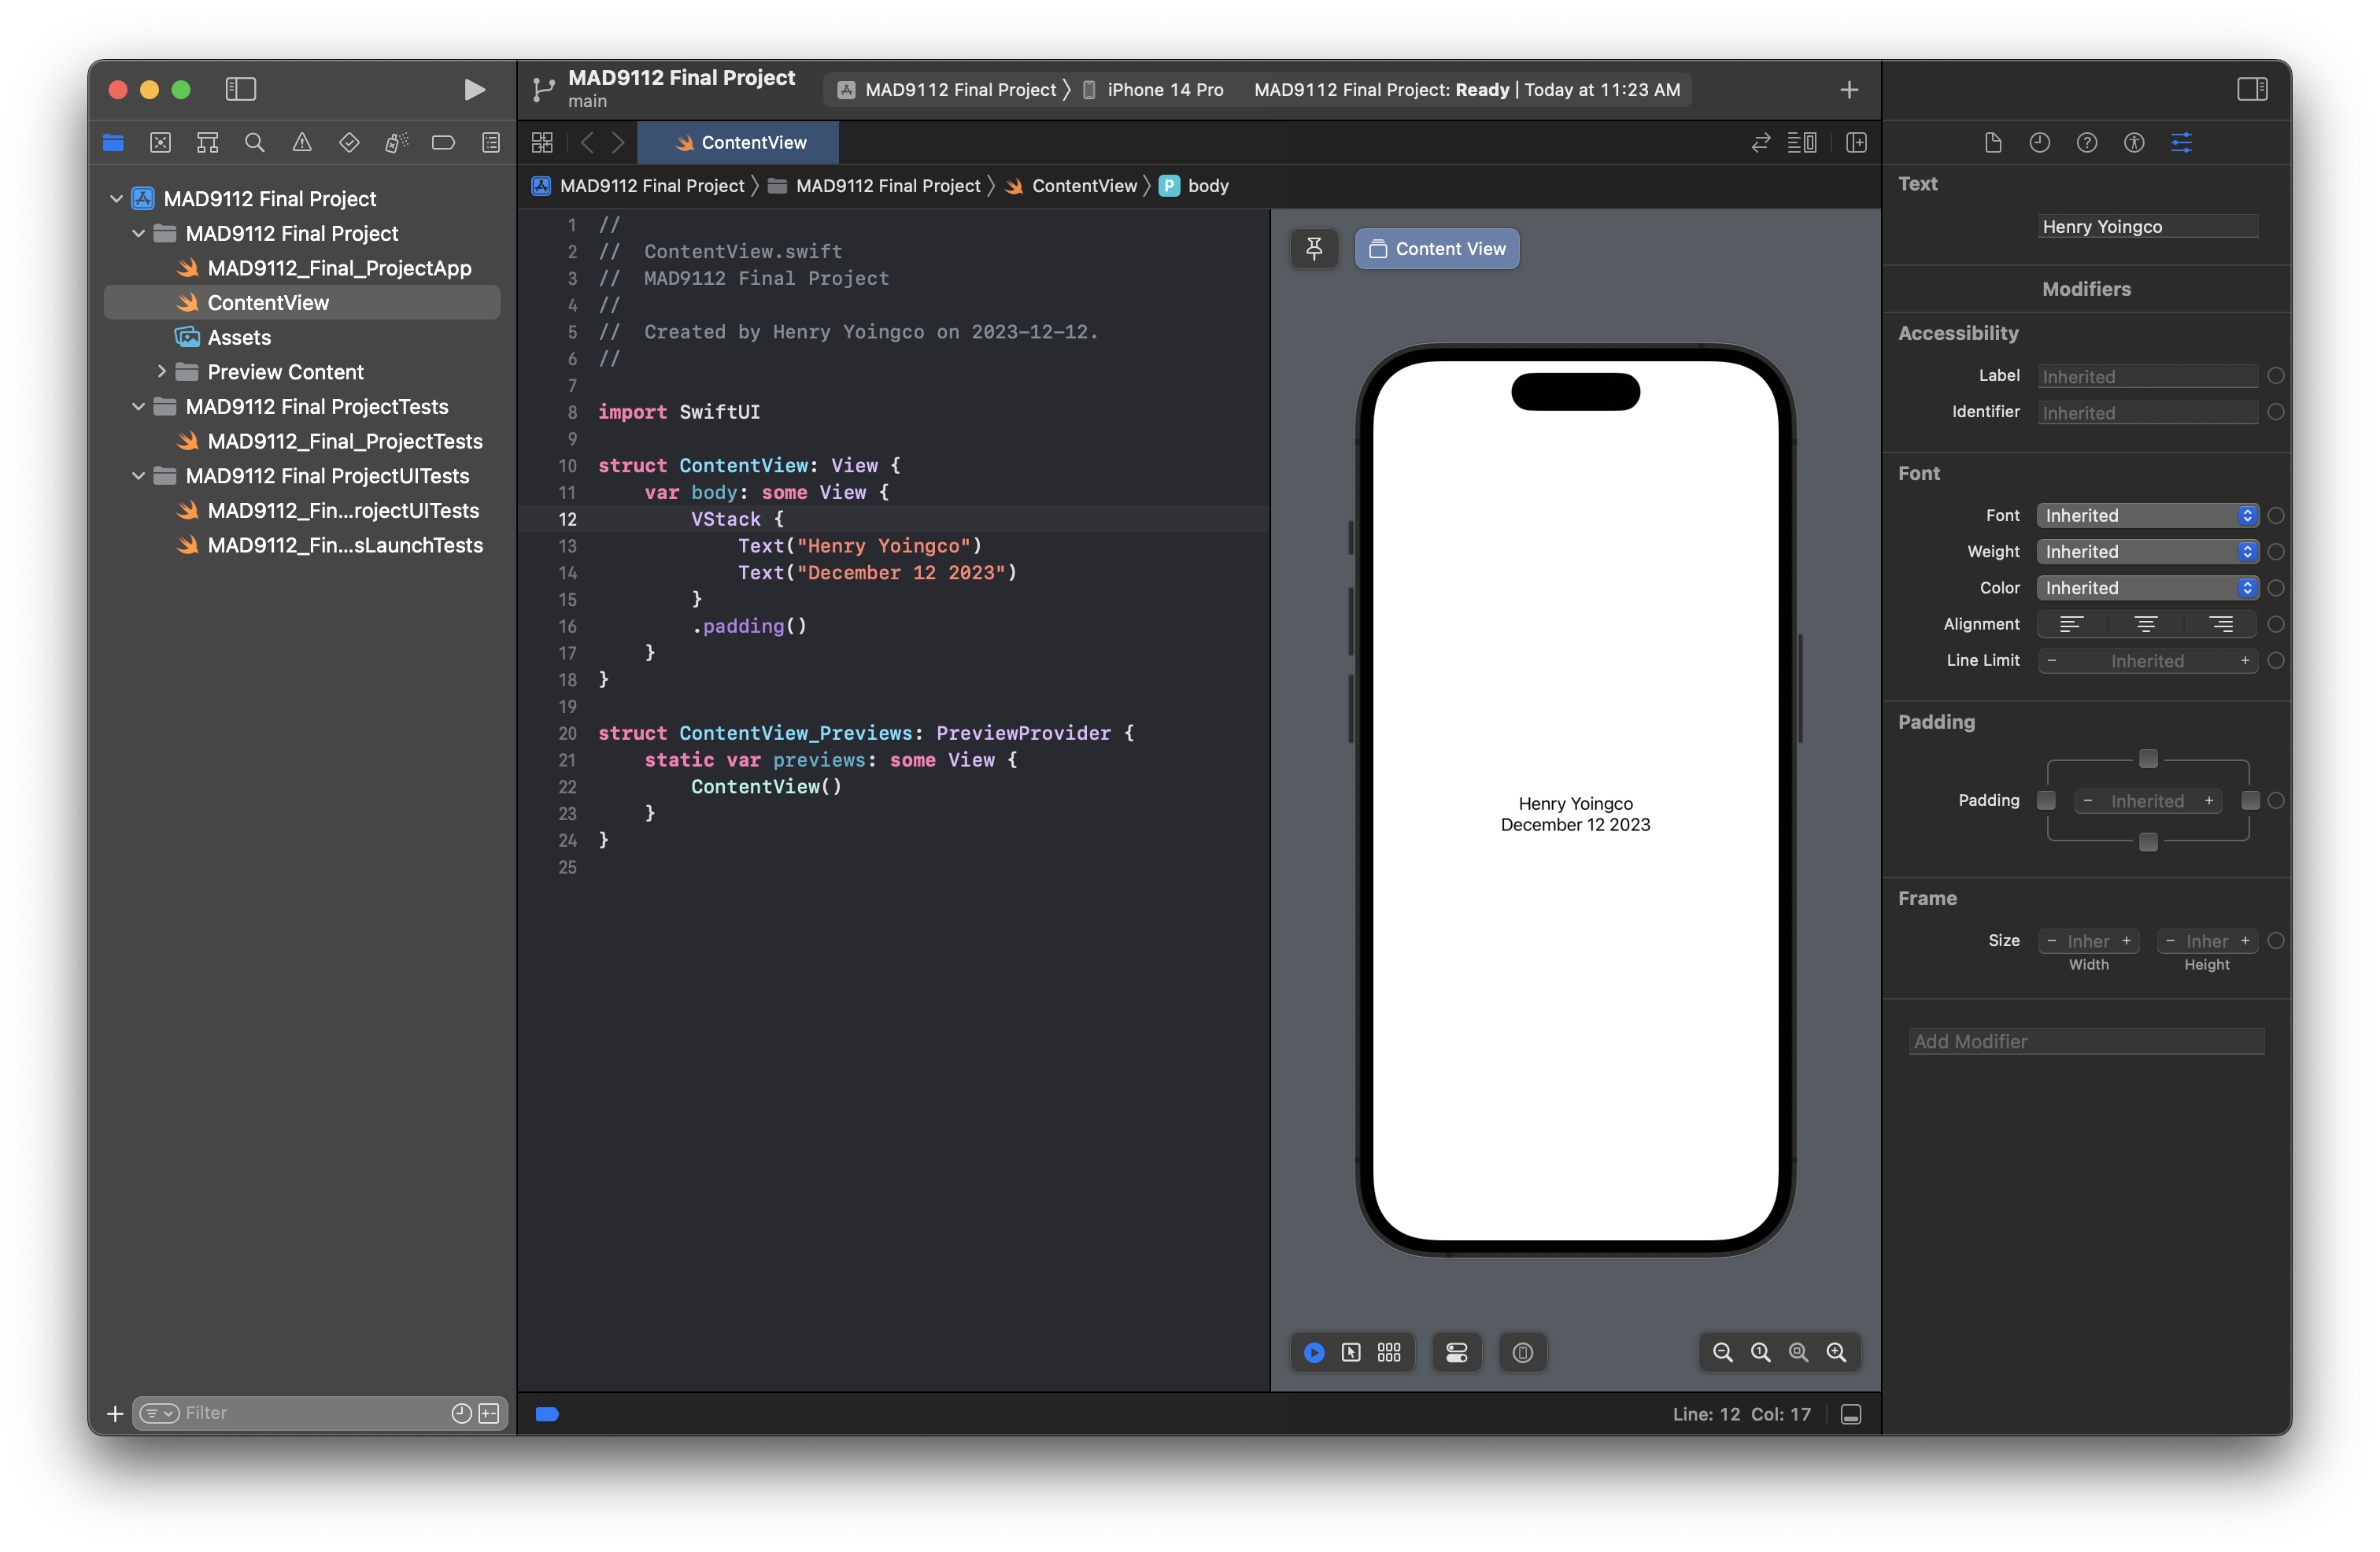 MAD9112 Final Project
main
MAD9112 Final Project 〉 iPhone 14 Pro
MAD9112 Final Project: Ready | Today at 11:23 AM
MAD9112 Final Project
MAD9112 Final Project
MAD9112_Final_ProjectApp
ContentView
Assets
Preview Content
MAD9112 Final ProjectTests
MAD9112_Final_ProjectTests
MAD9112 Final ProjectUITests
MAD9112_Fin...rojectUITests
MAD9112_Fin...sLaunchTests
Filter
ContentView
MAD9112 Final Project 〉 MAD9112 Final Project 〉 ContentView 〉 P body
1 //
2 //  ContentView.swift
3 //  MAD9112 Final Project
4 //
5 //  Created by Henry Yoingco on 2023-12-12.
6 //
7
8 import SwiftUI
9
10 struct ContentView: View {
11     var body: some View {
12         VStack {
13             Text("Henry Yoingco")
14             Text("December 12 2023")
15         }
16         .padding()
17     }
18 }
19
20 struct ContentView_Previews: PreviewProvider {
21     static var previews: some View {
22         ContentView()
23     }
24 }
25
Content View
Henry Yoingco
December 12 2023
Line: 12  Col: 17
Text
Henry Yoingco
Modifiers
Accessibility
Label Inherited
Identifier Inherited
Font
Font Inherited
Weight Inherited
Color Inherited
Alignment
Line Limit − Inherited +
Padding
Padding − Inherited +
Frame
Size − Inher + − Inher +
Width Height
Add Modifier